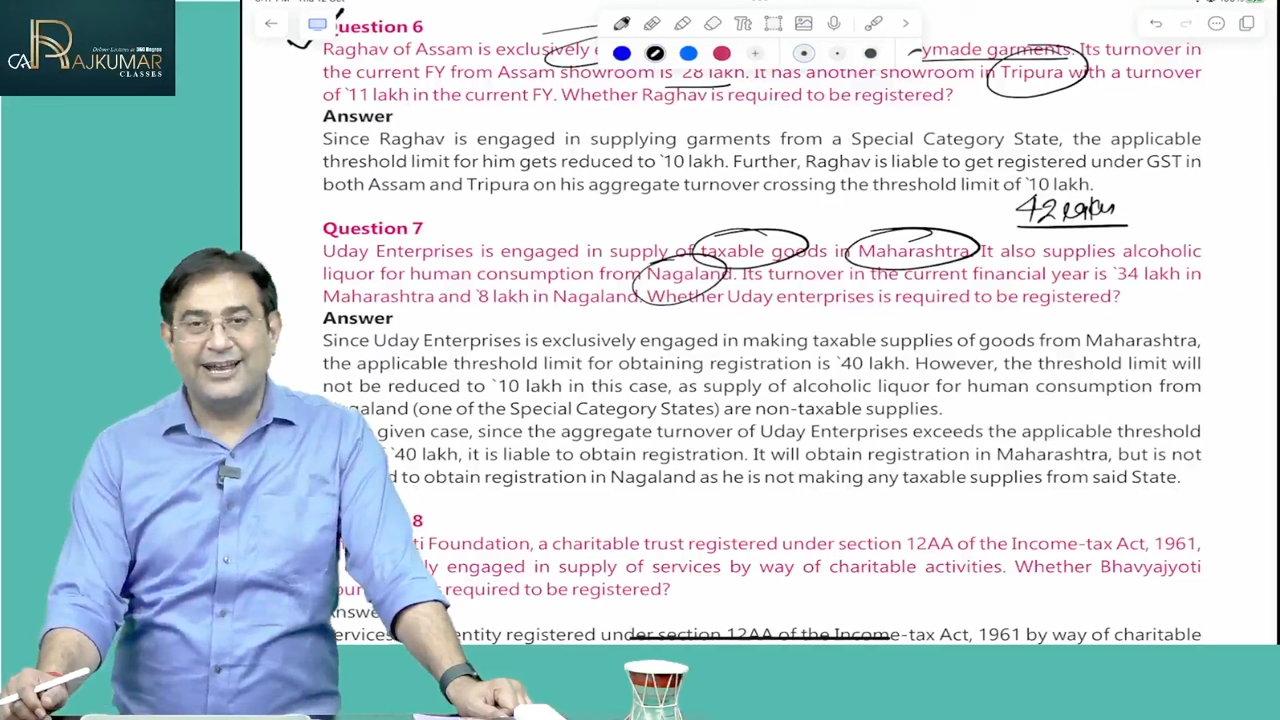 Deliver Lectures at 360 Degree
CA RAJKUMAR
CLASSES
uestion 6
Raghav of Assam is exclusively e ymade garments. Its turnover in
the current FY from Assam showroom is `28 lakh. It has another showroom in Tripura with a turnover
of `11 lakh in the current FY. Whether Raghav is required to be registered?
Answer
Since Raghav is engaged in supplying garments from a Special Category State, the applicable
threshold limit for him gets reduced to `10 lakh. Further, Raghav is liable to get registered under GST in
both Assam and Tripura on his aggregate turnover crossing the threshold limit of `10 lakh.
42 lakhs
Question 7
Uday Enterprises is engaged in supply of taxable goods in Maharashtra. It also supplies alcoholic
liquor for human consumption from Nagaland. Its turnover in the current financial year is `34 lakh in
Maharashtra and `8 lakh in Nagaland. Whether Uday enterprises is required to be registered?
Answer
Since Uday Enterprises is exclusively engaged in making taxable supplies of goods from Maharashtra,
the applicable threshold limit for obtaining registration is `40 lakh. However, the threshold limit will
not be reduced to `10 lakh in this case, as supply of alcoholic liquor for human consumption from
agaland (one of the Special Category States) are non-taxable supplies.
given case, since the aggregate turnover of Uday Enterprises exceeds the applicable threshold
`40 lakh, it is liable to obtain registration. It will obtain registration in Maharashtra, but is not
d to obtain registration in Nagaland as he is not making any taxable supplies from said State.
8
ti Foundation, a charitable trust registered under section 12AA of the Income-tax Act, 1961,
ly engaged in supply of services by way of charitable activities. Whether Bhavyajyoti
required to be registered?
entity registered under section 12AA of the Income-tax Act, 1961 by way of charitable